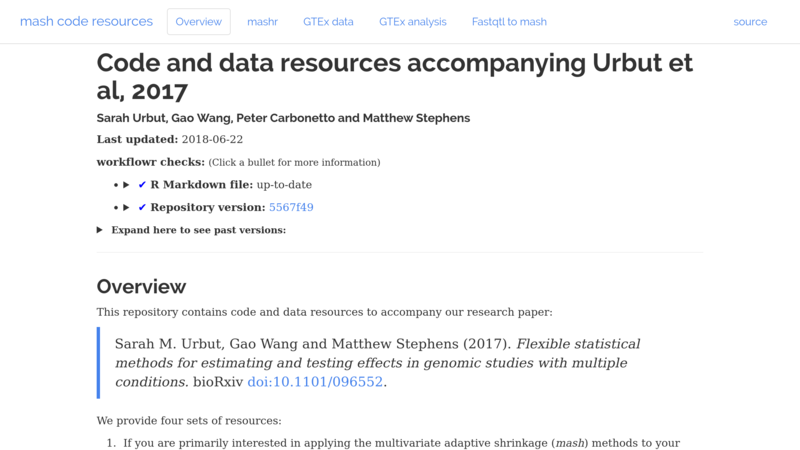 mash code resources Overview mashr GTEx data GTEx analysis Fastqtl to mash source
Code and data resources accompanying Urbut et
al, 2017
Sarah Urbut, Gao Wang, Peter Carbonetto and Matthew Stephens
Last updated: 2018-06-22
workflowr checks: (Click a bullet for more information)
✔ R Markdown file: up-to-date
✔ Repository version: 5567f49
Expand here to see past versions:
Overview
This repository contains code and data resources to accompany our research paper:
Sarah M. Urbut, Gao Wang and Matthew Stephens (2017). Flexible statistical
methods for estimating and testing effects in genomic studies with multiple
conditions. bioRxiv doi:10.1101/096552.
We provide four sets of resources:
1. If you are primarily interested in applying the multivariate adaptive shrinkage (mash) methods to your